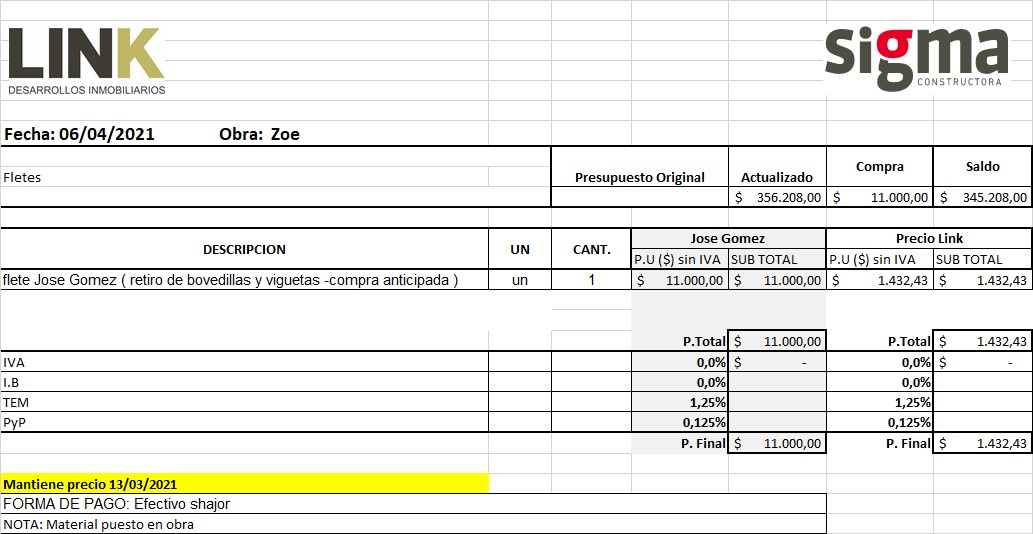 LINK
DESARROLLOS INMOBILIARIOS
sigma
CONSTRUCTORA
Fecha: 06/04/2021 Obra: Zoe
Fletes Presupuesto Original Actualizado Compra Saldo
$ 356.208,00 $ 11.000,00 $ 345.208,00
DESCRIPCION UN CANT. Jose Gomez Precio Link
P.U ($) sin IVA SUB TOTAL P.U ($) sin IVA SUB TOTAL
flete Jose Gomez ( retiro de bovedillas y viguetas -compra anticipada ) un 1 $ 11.000,00 $ 11.000,00 $ 1.432,43 $ 1.432,43
P.Total $ 11.000,00 P.Total $ 1.432,43
IVA 0,0% $ - 0,0% $ -
I.B 0,0% 0,0%
TEM 1,25% 1,25%
PyP 0,125% 0,125%
P. Final $ 11.000,00 P. Final $ 1.432,43
Mantiene precio 13/03/2021
FORMA DE PAGO: Efectivo shajor
NOTA: Material puesto en obra